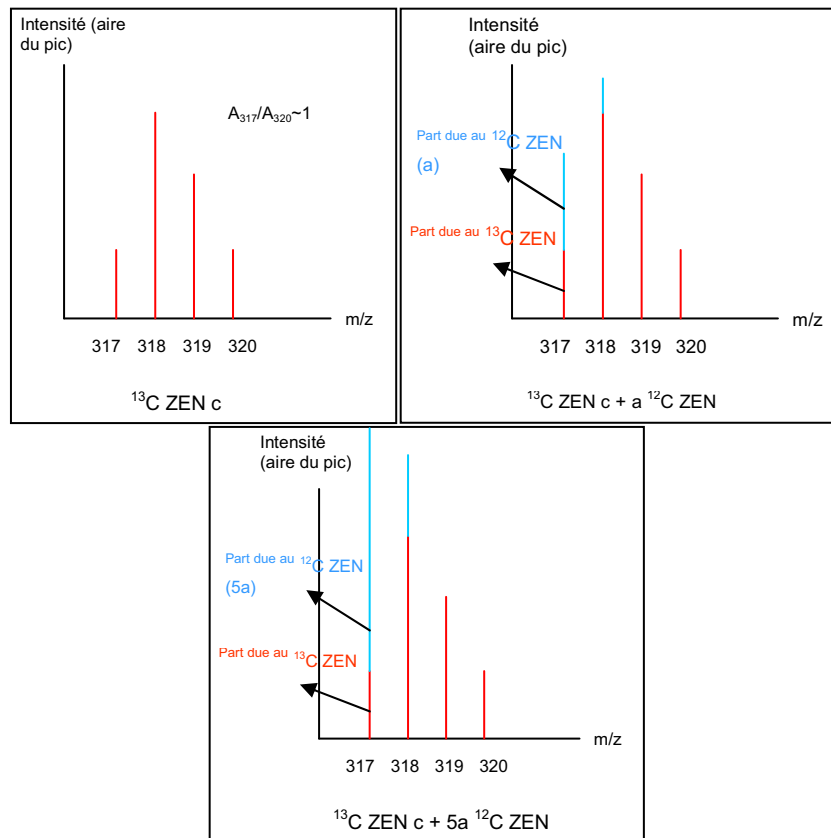 Intensité (aire
du pic)
A₃₁₇/A₃₂₀~1
m/z
317 318 319 320
¹³C ZEN c
Intensité
(aire du pic)
Part due au ¹²C ZEN
(a)
Part due au ¹³C ZEN
m/z
317 318 319 320
¹³C ZEN c + a ¹²C ZEN
Intensité
(aire du pic)
Part due au ¹²C ZEN
(5a)
Part due au ¹³C ZEN
m/z
317 318 319 320
¹³C ZEN c + 5a ¹²C ZEN